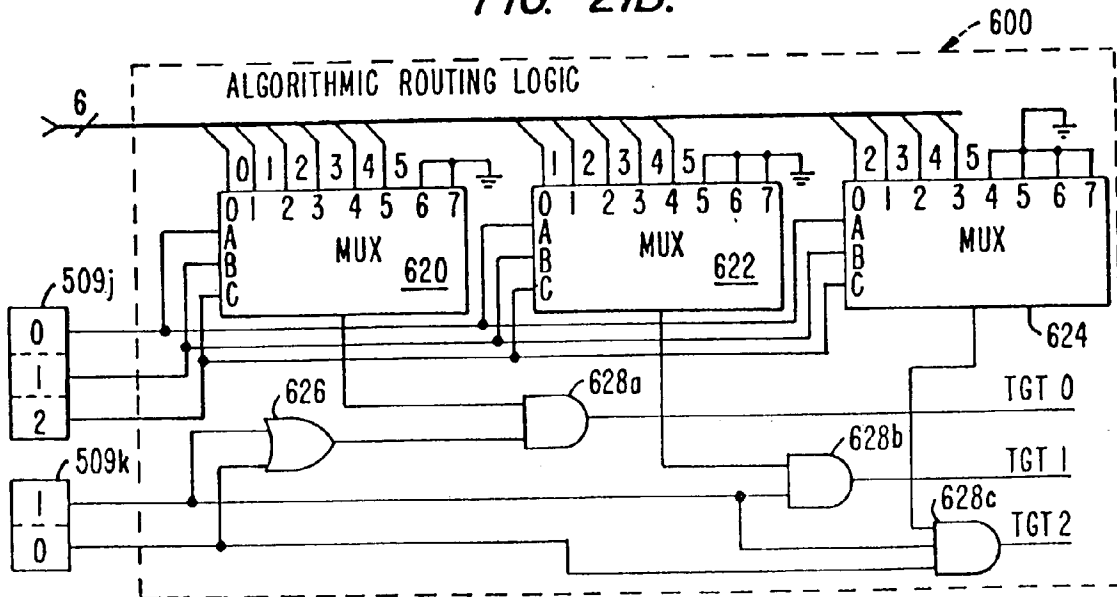 FIG. 21B.
600
6
ALGORITHMIC ROUTING LOGIC
0 1 2 3 4 5
1 2 3 4 5
2 3 4 5
0 1 2 3 4 5 6 7
0 1 2 3 4 5 6 7
0 1 2 3 4 5 6 7
A
B
C
MUX
620
A
B
C
MUX
622
A
B
C
MUX
624
509j
0
1
2
626
628a
TGT 0
628b
TGT 1
509k
1
0
628c
TGT 2